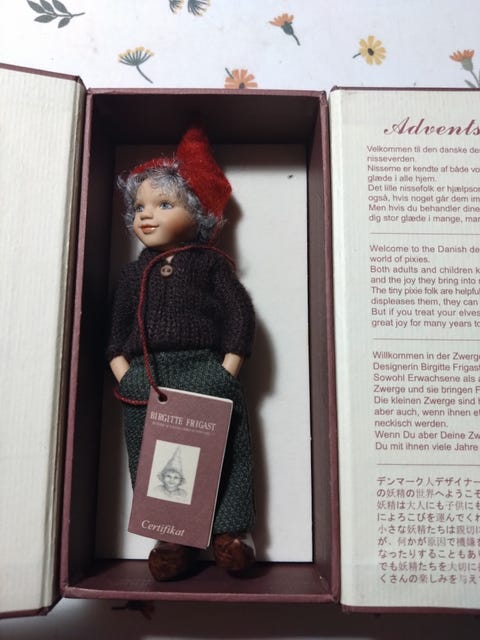 BIRGITTE FRIGAST
Certifikat
Advents
Velkommen til den danske de
nisseverden.
Nisserne er kendte af både vo
glæde i alle hjem.
Det lille nissefolk er hjælpsor
også, hvis noget går dem im
Men hvis du behandler dine
dig stor glæde i mange, mar
Welcome to the Danish de
world of pixies.
Both adults and children k
and the joy they bring into
The tiny pixie folk are helpful
displeases them, they can
But if you treat your elves
great joy for many years to
Willkommen in der Zwerge
Designerin Birgitte Frigast
Sowohl Erwachsene als a
Zwerge und sie bringen F
Die kleinen Zwerge sind h
aber auch, wenn ihnen et
neckisch werden.
Wenn Du aber Deine Zw
Du mit ihnen viele Jahre
デンマーク人デザイナー
の妖精の世界へようこそ
妖精は大人にも子供にも
によろこびを運んでくれ
小さな妖精たちは親切に
が、何かが原因で機嫌を
なったりすることもあり
でも妖精たちを大切に
くさんの楽しみを与えて